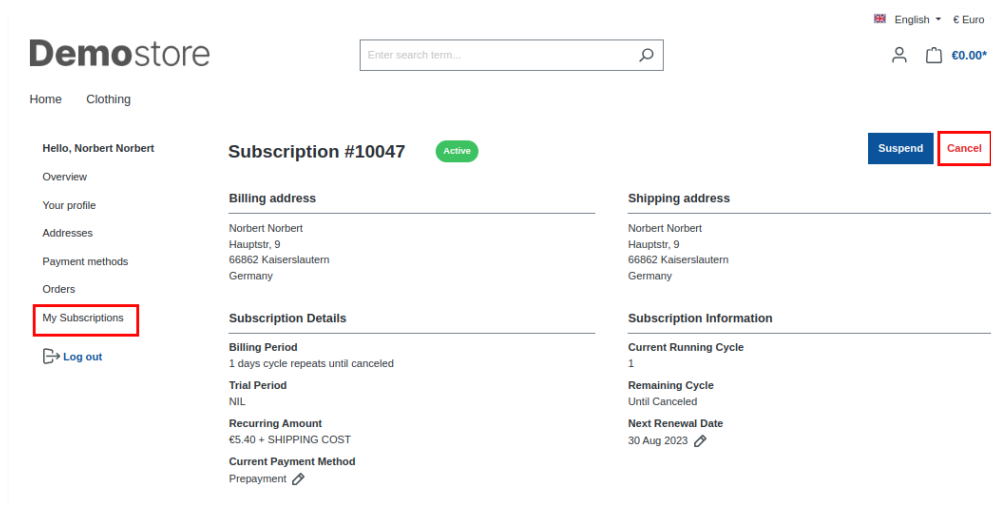 English € Euro
Demostore
Enter search term...
€0.00*
Home Clothing
Hello, Norbert Norbert
Overview
Your profile
Addresses
Payment methods
Orders
My Subscriptions
Log out
Subscription #10047 Active
Suspend Cancel
Billing address
Norbert Norbert
Hauptstr, 9
66862 Kaiserslautern
Germany
Shipping address
Norbert Norbert
Hauptstr, 9
66862 Kaiserslautern
Germany
Subscription Details
Billing Period
1 days cycle repeats until canceled
Trial Period
NIL
Recurring Amount
€5.40 + SHIPPING COST
Current Payment Method
Prepayment
Subscription Information
Current Running Cycle
1
Remaining Cycle
Until Canceled
Next Renewal Date
30 Aug 2023